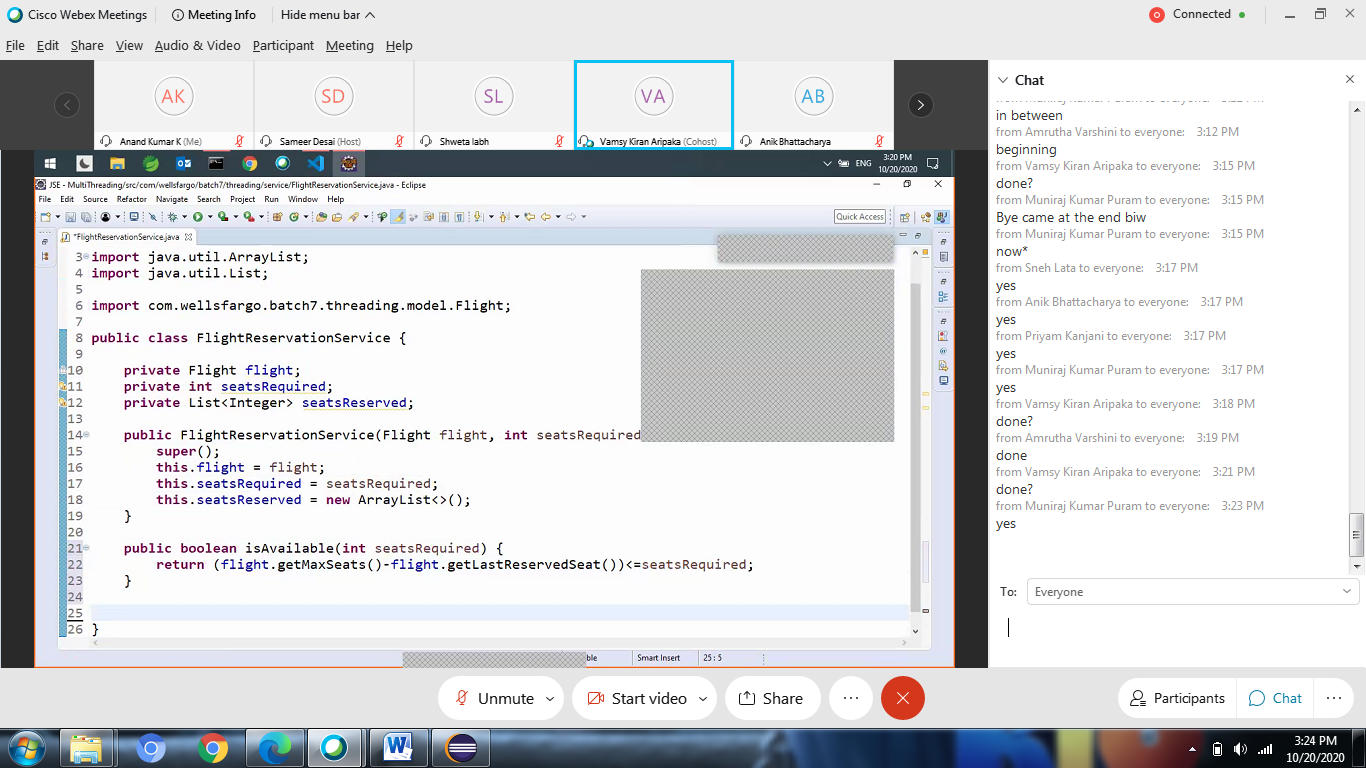 Cisco Webex Meetings
Meeting Info
Hide menu bar
Connected
File Edit Share View Audio & Video Participant Meeting Help
AK
SD
SL
VA
AB
Anand Kumar K (Me)
Sameer Desai (Host)
Shweta labh
Vamsy Kiran Aripaka (Cohost)
Anik Bhattacharya
ENG
3:20 PM
10/20/2020
JSE - MultiThreading/src/com/wellsfargo/batch7/threading/service/FlightReservationService.java - Eclipse
File Edit Source Refactor Navigate Search Project Run Window Help
Quick Access
*FlightReservationService.java
3 import java.util.ArrayList;
4 import java.util.List;
5
6 import com.wellsfargo.batch7.threading.model.Flight;
7
8 public class FlightReservationService {
9
10 private Flight flight;
11 private int seatsRequired;
12 private List<Integer> seatsReserved;
13
14 public FlightReservationService(Flight flight, int seatsRequired
15 super();
16 this.flight = flight;
17 this.seatsRequired = seatsRequired;
18 this.seatsReserved = new ArrayList<>();
19 }
20
21 public boolean isAvailable(int seatsRequired) {
22 return (flight.getMaxSeats()-flight.getLastReservedSeat())<=seatsRequired;
23 }
24
25
26 }
ble
Smart Insert
25 : 5
Chat
in between
from Amrutha Varshini to everyone: 3:12 PM
beginning
from Vamsy Kiran Aripaka to everyone: 3:15 PM
done?
from Muniraj Kumar Puram to everyone: 3:15 PM
Bye came at the end biw
from Muniraj Kumar Puram to everyone: 3:15 PM
now*
from Sneh Lata to everyone: 3:17 PM
yes
from Anik Bhattacharya to everyone: 3:17 PM
yes
from Priyam Kanjani to everyone: 3:17 PM
yes
from Muniraj Kumar Puram to everyone: 3:17 PM
yes
from Vamsy Kiran Aripaka to everyone: 3:18 PM
done?
from Amrutha Varshini to everyone: 3:19 PM
done
from Vamsy Kiran Aripaka to everyone: 3:21 PM
done?
from Muniraj Kumar Puram to everyone: 3:23 PM
yes
To: Everyone
Unmute
Start video
Share
Participants
Chat
3:24 PM
10/20/2020